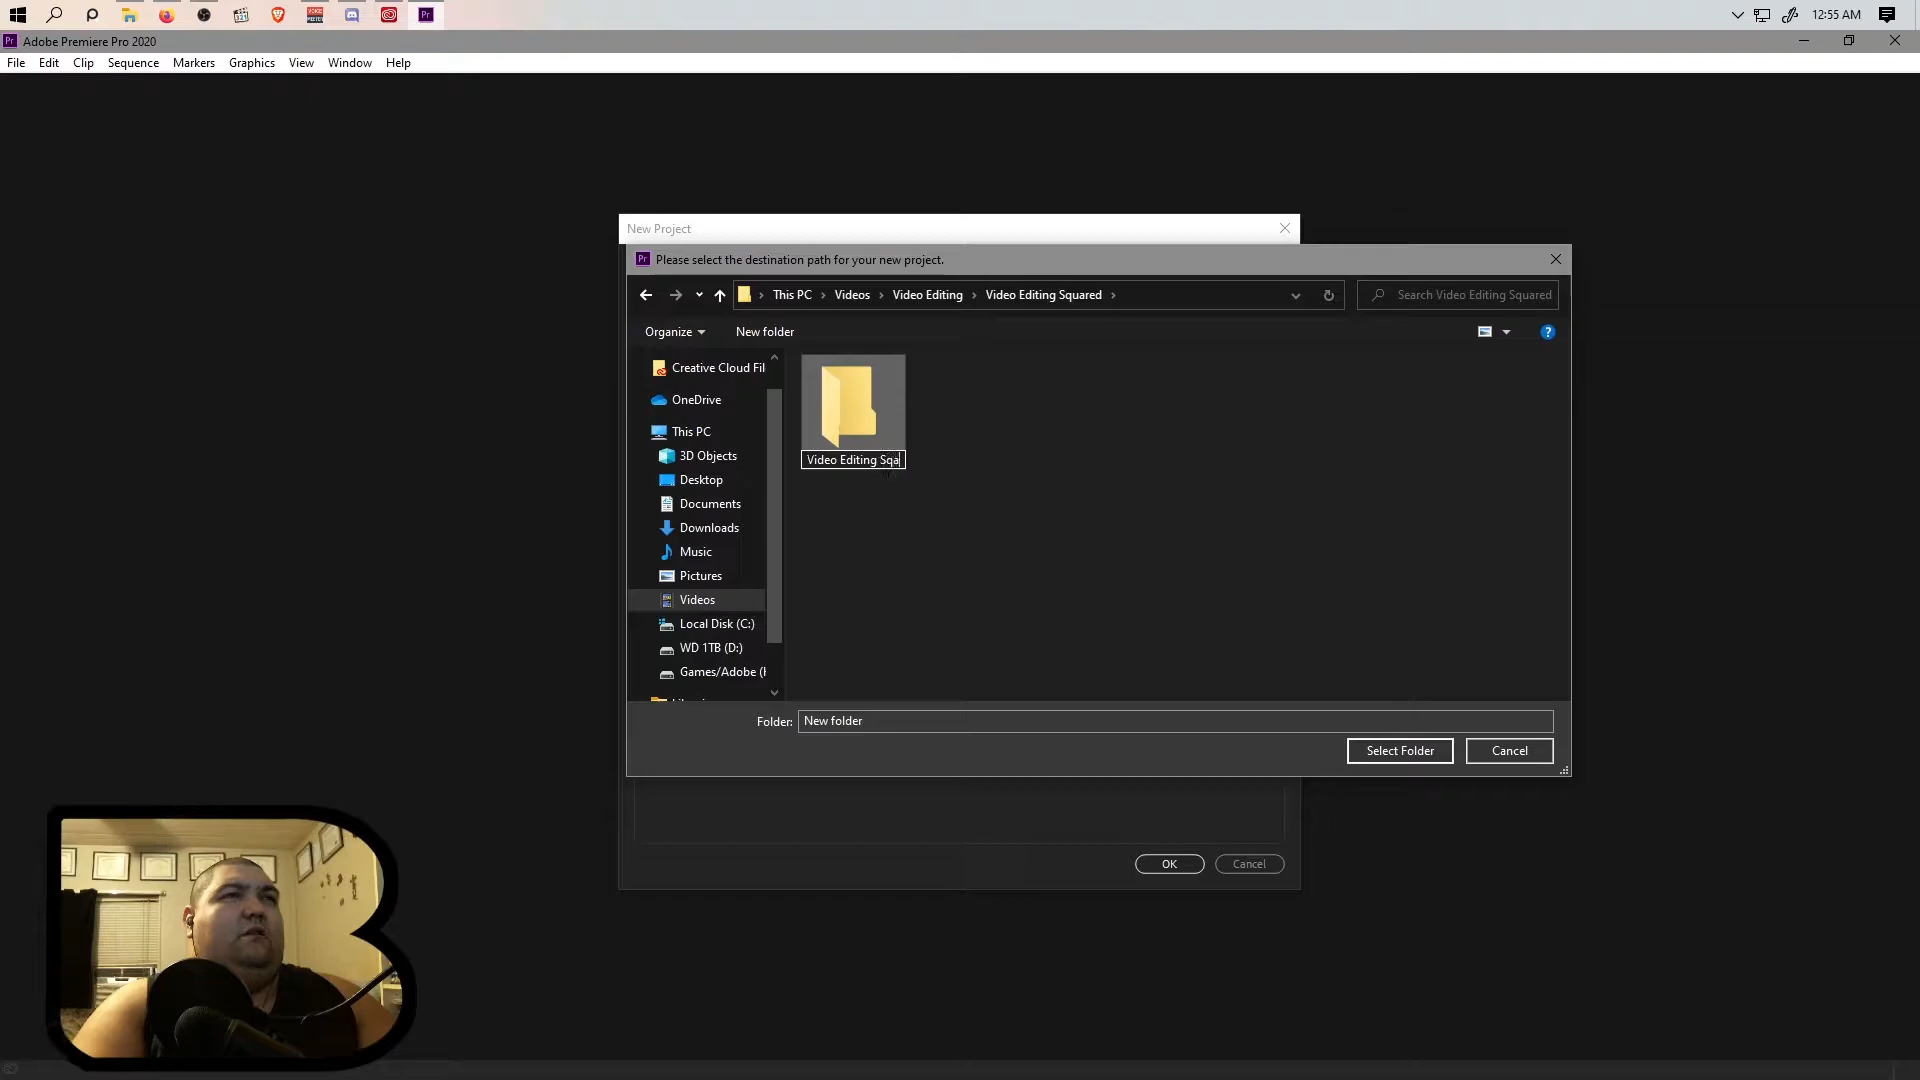 12:55 AM
Pr Adobe Premiere Pro 2020
File Edit Clip Sequence Markers Graphics View Window Help
New Project
Pr Please select the destination path for your new project.
This PC Videos Video Editing Video Editing Squared
Search Video Editing Squared
Organize New folder
Creative Cloud Fil
OneDrive
This PC
3D Objects
Desktop
Documents
Downloads
Music
Pictures
Videos
Local Disk (C:)
WD 1TB (D:)
Games/Adobe (
Video Editing Sqa
Folder: New folder
Select Folder Cancel
OK Cancel